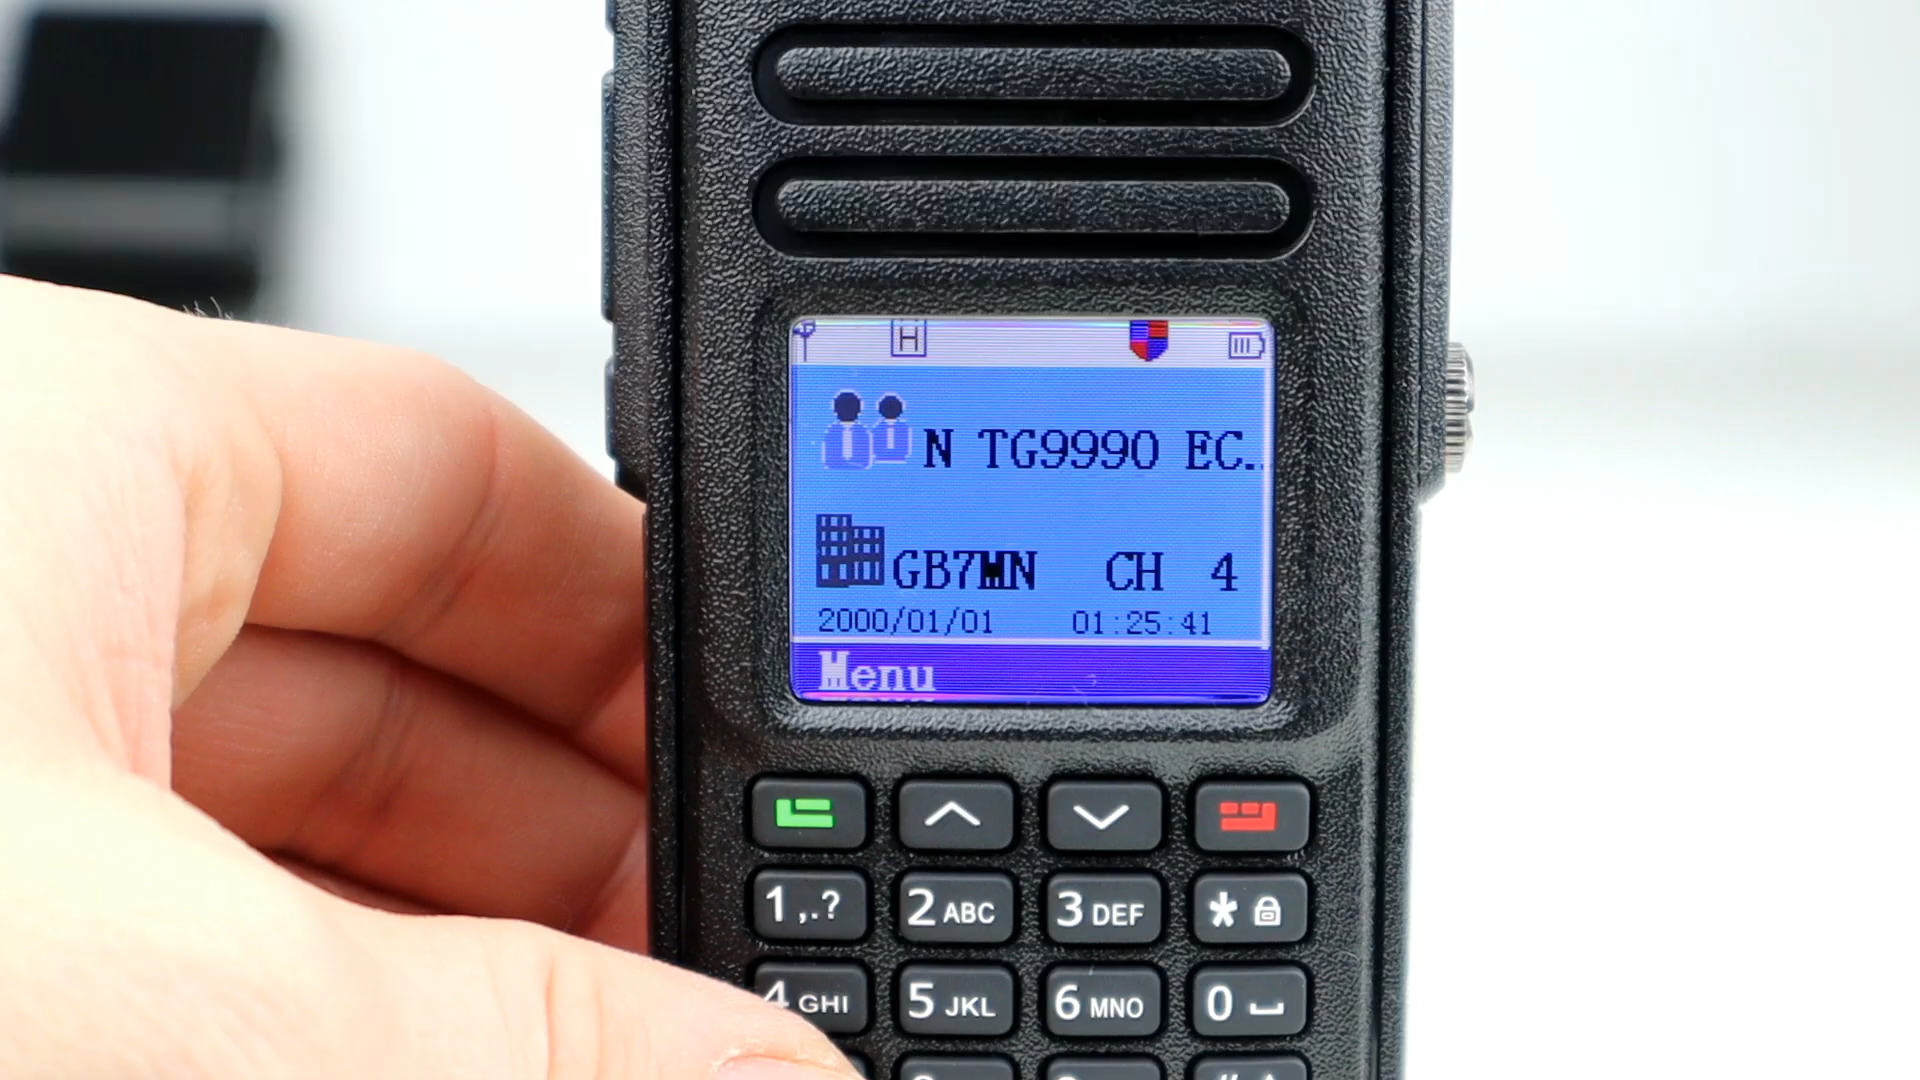 H
N TG9990 EC..
GB7MN CH 4
2000/01/01 01:25:41
Menu
1,.? 2 ABC 3 DEF *
4 GHI 5 JKL 6 MNO 0